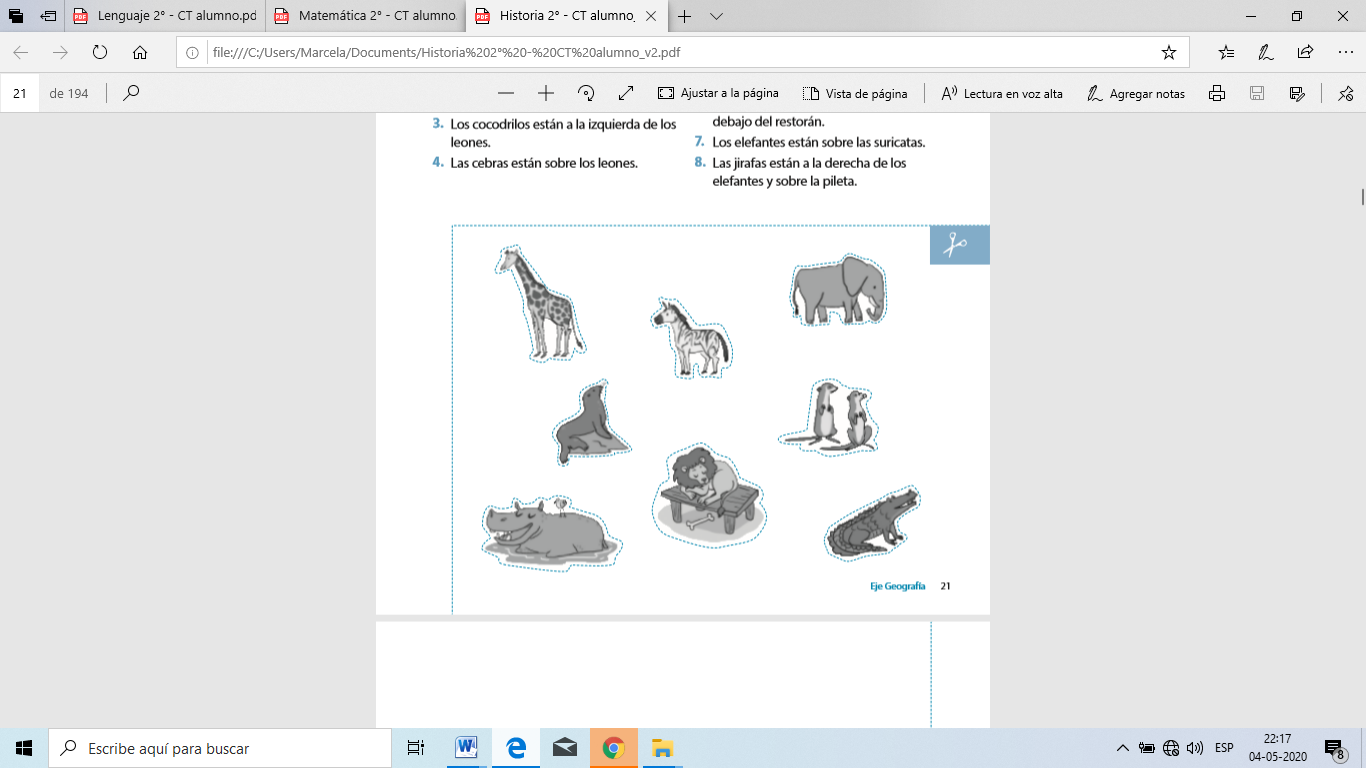 Lenguaje 2° - CT alumno.pd
Matemática 2° - CT alumno.
Historia 2° - CT alumno_
file:///C:/Users/Marcela/Documents/Historia%202°%20-%20CT%20alumno_v2.pdf
21 de 194
Ajustar a la página
Vista de página
Lectura en voz alta
Agregar notas
3. Los cocodrilos están a la izquierda de los
leones.
4. Las cebras están sobre los leones.
debajo del restorán.
7. Los elefantes están sobre las suricatas.
8. Las jirafas están a la derecha de los
elefantes y sobre la pileta.
Eje Geografía 21
Escribe aquí para buscar
ESP
22:17
04-05-2020
8